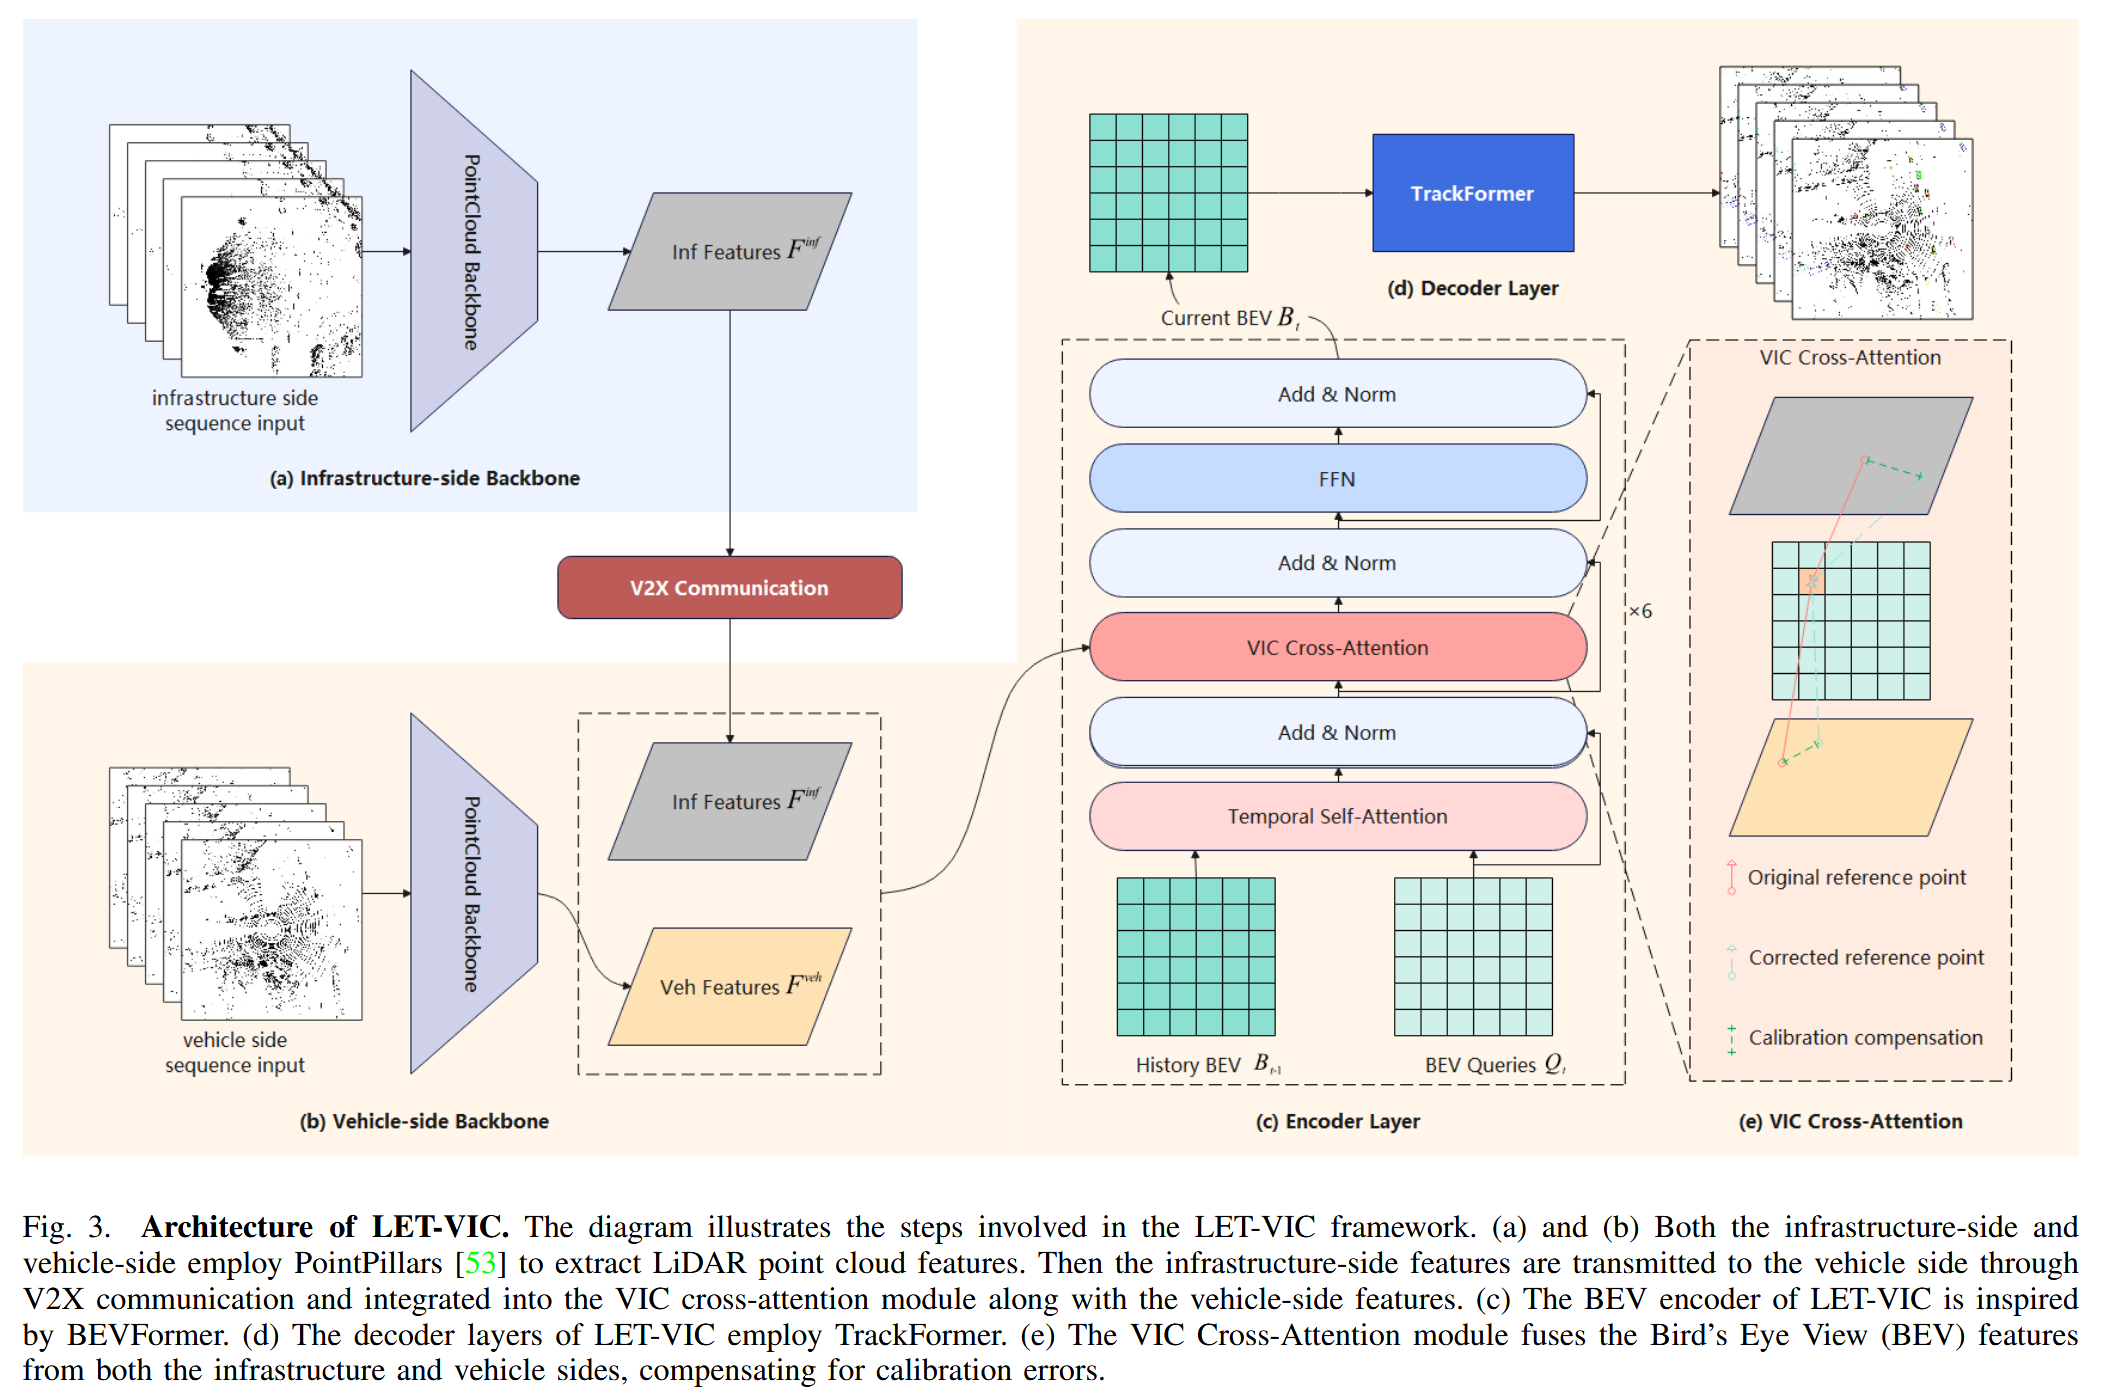 PointCloud Backbone
Inf Features F^inf
infrastructure side
sequence input
(a) Infrastructure-side Backbone
V2X Communication
PointCloud Backbone
Inf Features F^inf
Veh Features F^veh
vehicle side
sequence input
(b) Vehicle-side Backbone
TrackFormer
(d) Decoder Layer
Current BEV B_t
Add & Norm
FFN
Add & Norm
VIC Cross-Attention
×6
Add & Norm
Temporal Self-Attention
History BEV B_t-1
BEV Queries Q_t
(c) Encoder Layer
VIC Cross-Attention
Original reference point
Corrected reference point
Calibration compensation
(e) VIC Cross-Attention
Fig. 3. Architecture of LET-VIC. The diagram illustrates the steps involved in the LET-VIC framework. (a) and (b) Both the infrastructure-side and
vehicle-side employ PointPillars [53] to extract LiDAR point cloud features. Then the infrastructure-side features are transmitted to the vehicle side through
V2X communication and integrated into the VIC cross-attention module along with the vehicle-side features. (c) The BEV encoder of LET-VIC is inspired
by BEVFormer. (d) The decoder layers of LET-VIC employ TrackFormer. (e) The VIC Cross-Attention module fuses the Bird's Eye View (BEV) features
from both the infrastructure and vehicle sides, compensating for calibration errors.